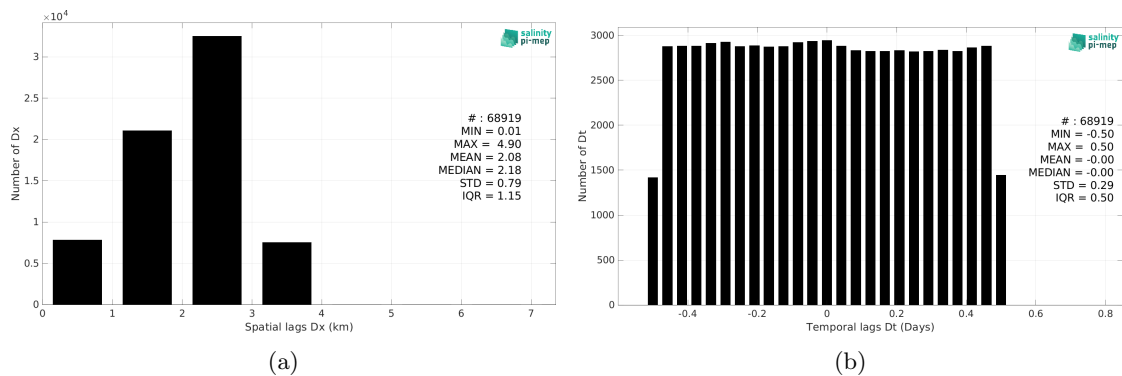 ×10⁴
3
2.5
2
1.5
1
0.5
0
0
1
2
3
4
5
6
7
Number of Dx
Spatial lags Dx (km)
salinity
pi-mep
# : 68919
MIN = 0.01
MAX = 4.90
MEAN = 2.08
MEDIAN = 2.18
STD = 0.79
IQR = 1.15
(a)
3000
2500
2000
1500
1000
500
0
-0.4
-0.2
0
0.2
0.4
0.6
0.8
Number of Dt
Temporal lags Dt (Days)
salinity
pi-mep
# : 68919
MIN = -0.50
MAX = 0.50
MEAN = -0.00
MEDIAN = -0.00
STD = 0.29
IQR = 0.50
(b)